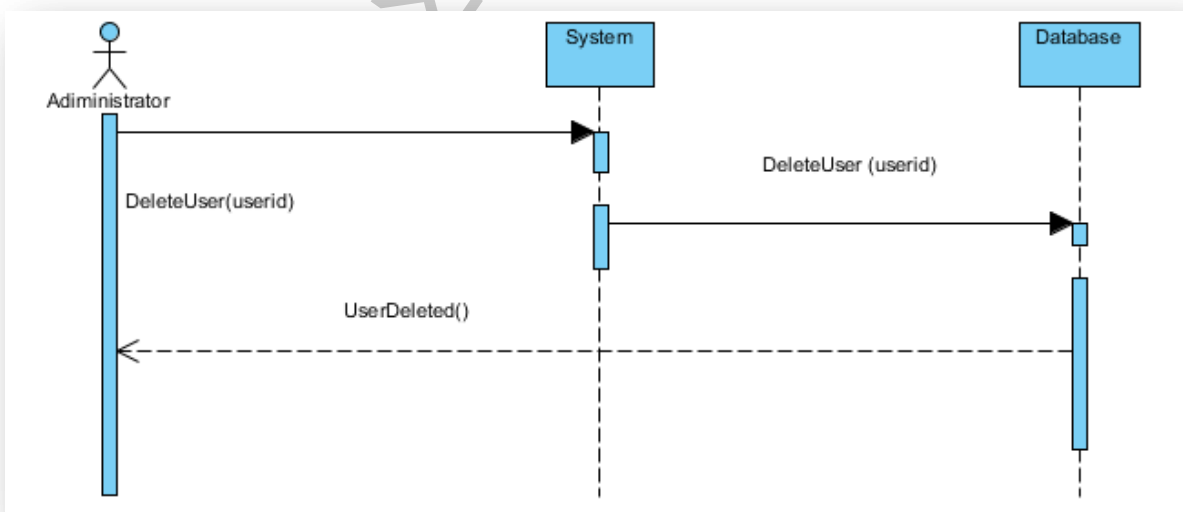 System
Database
Adiministrator
DeleteUser (userid)
DeleteUser(userid)
UserDeleted()